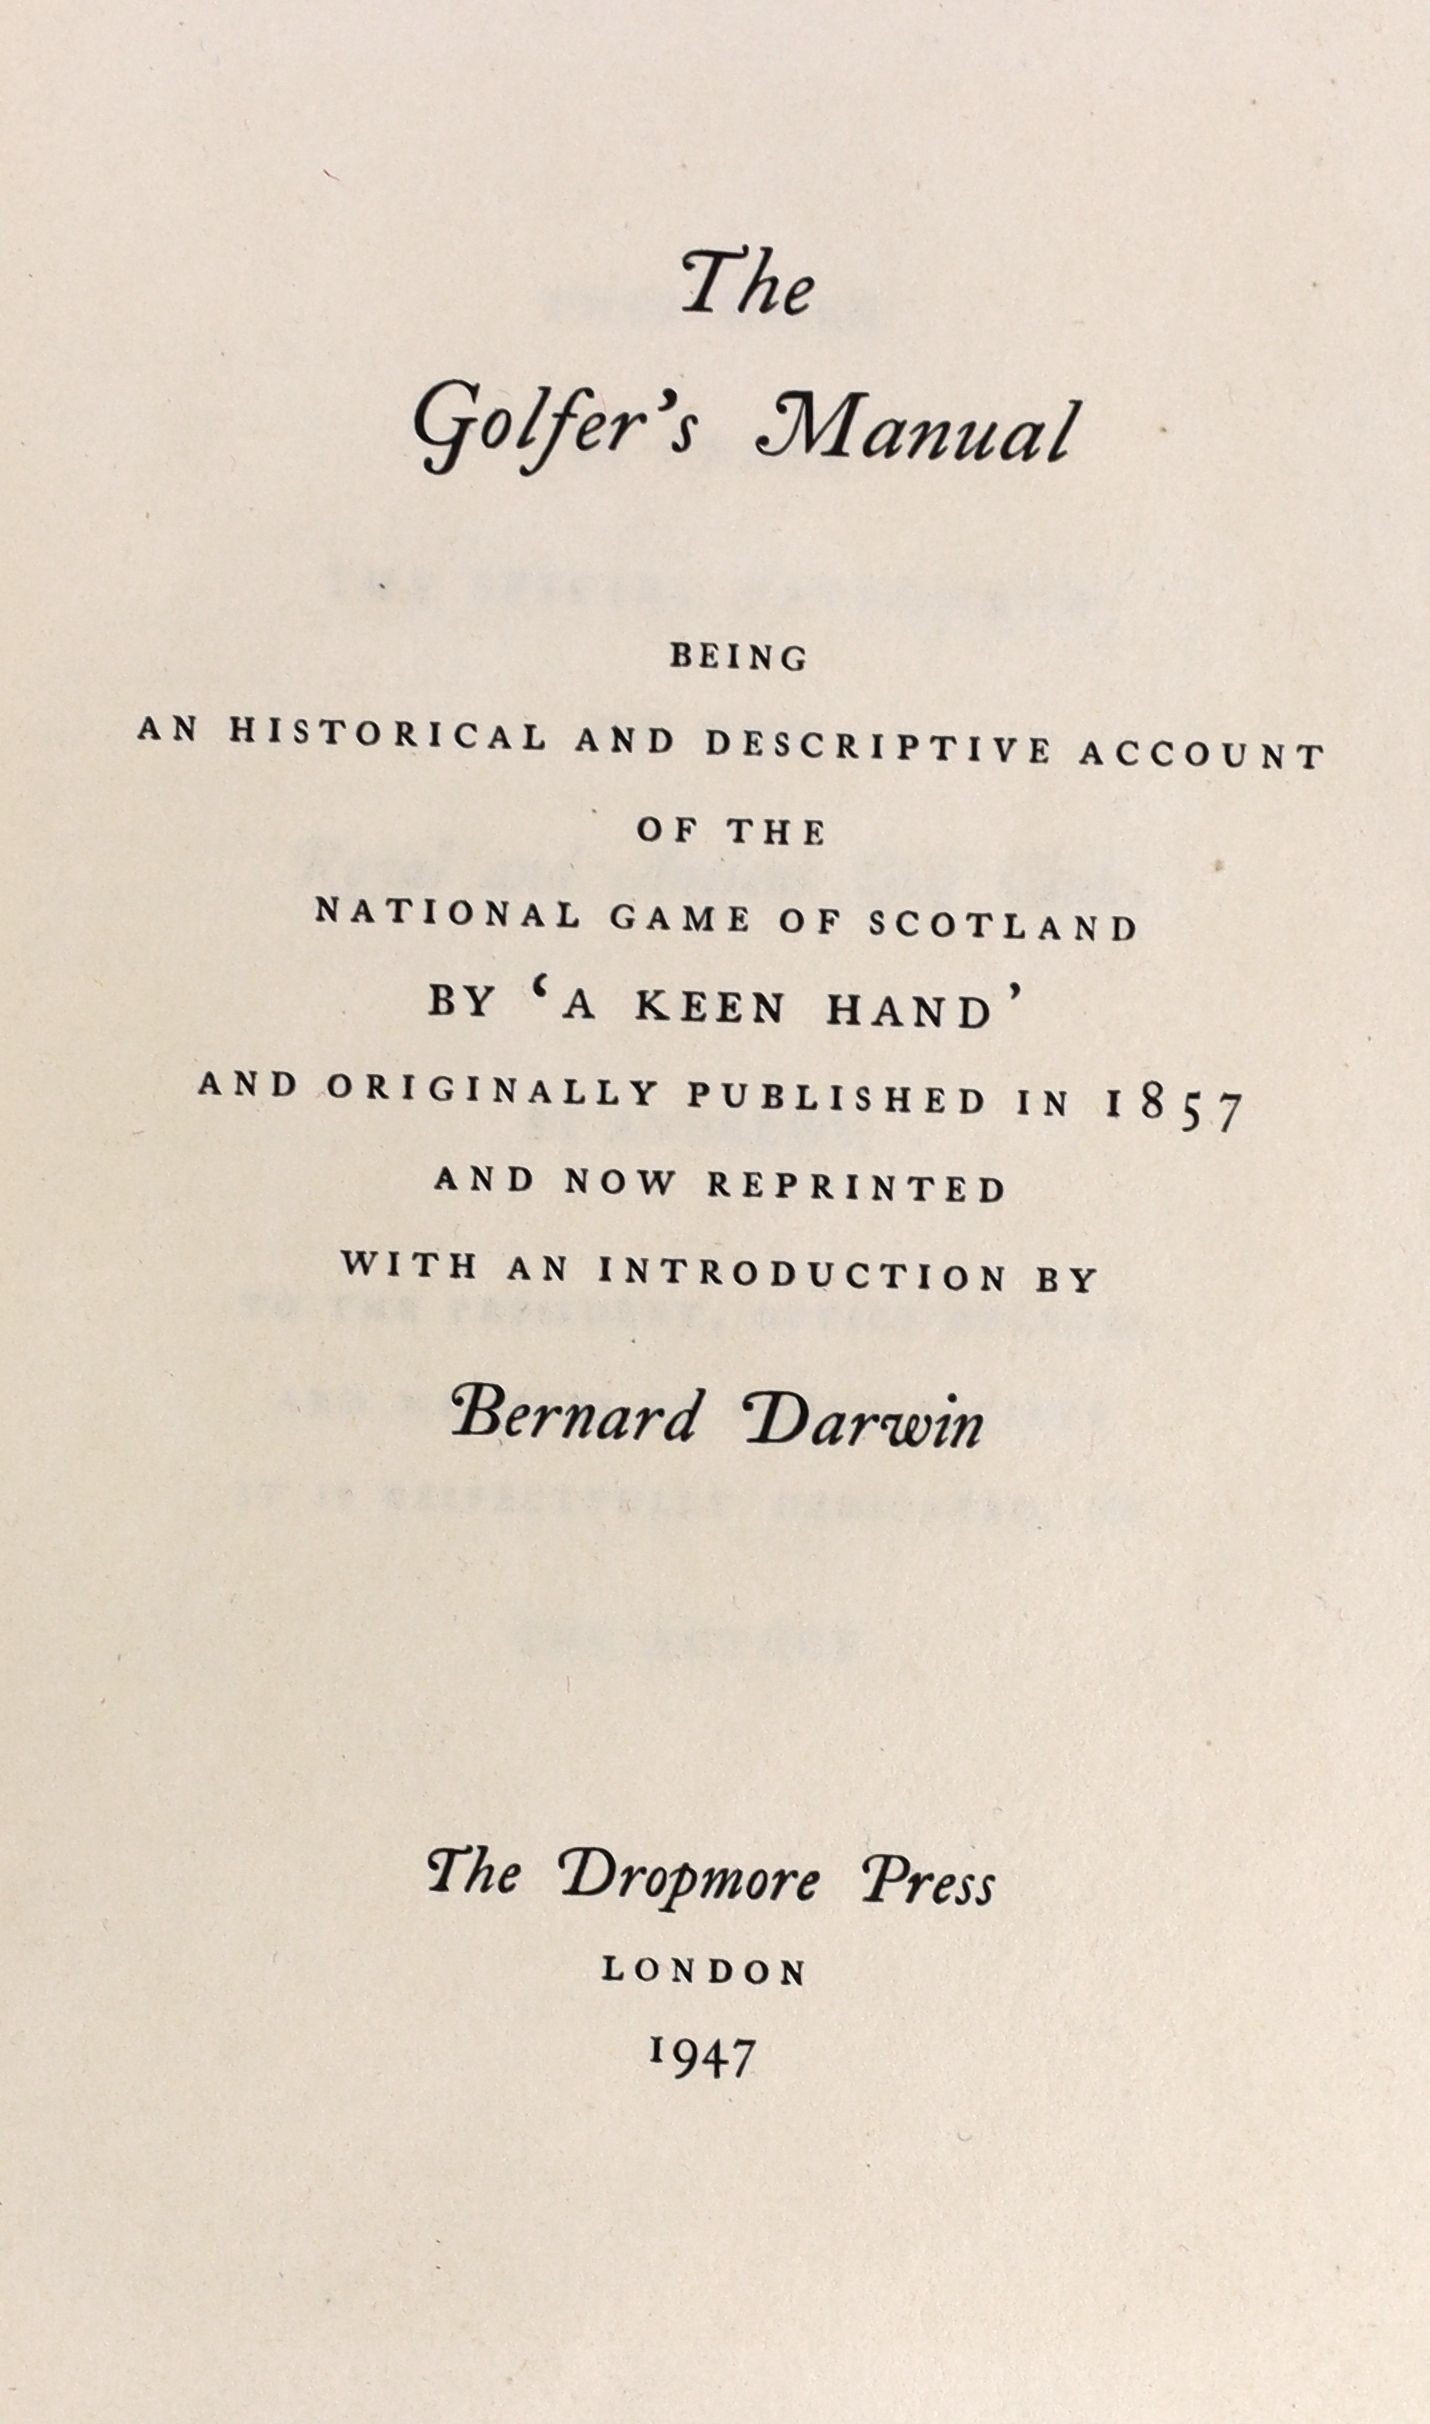 The
Golfer's Manual
BEING
AN HISTORICAL AND DESCRIPTIVE ACCOUNT
OF THE
NATIONAL GAME OF SCOTLAND
BY ‘A KEEN HAND’
AND ORIGINALLY PUBLISHED IN 1857
AND NOW REPRINTED
WITH AN INTRODUCTION BY
Bernard Darwin
The Dropmore Press
LONDON
1947